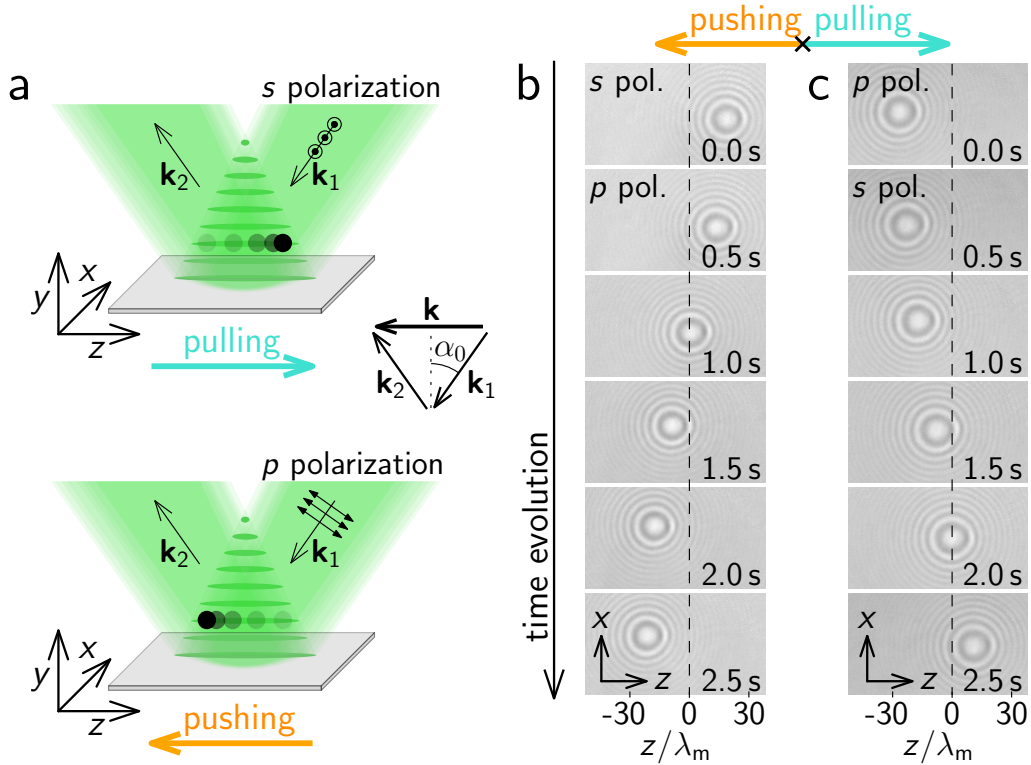 pushing pulling
a
s polarization
k₂
k₁
y
x
z
pulling
k
α₀
k₂
k₁
p polarization
k₂
k₁
y
x
z
pushing
b
time evolution
s pol.
0.0 s
p pol.
0.5 s
1.0 s
1.5 s
2.0 s
x
z
2.5 s
-30 0 30
z/λₘ
c
p pol.
0.0 s
s pol.
0.5 s
1.0 s
1.5 s
2.0 s
x
z
2.5 s
-30 0 30
z/λₘ